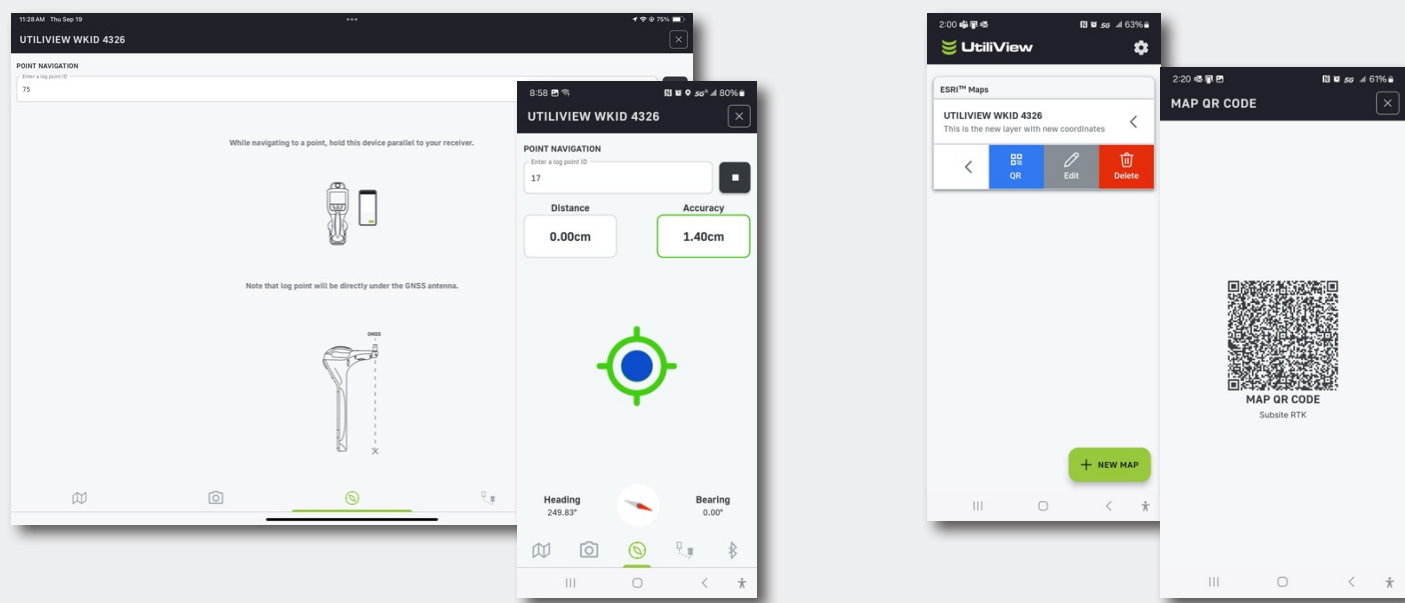 11:28 AM Thu Sep 19
75%
UTILIVIEW WKID 4326
POINT NAVIGATION
Enter a log point ID
75
While navigating to a point, hold this device parallel to your receiver.
Note that log point will be directly under the GNSS antenna.
GNSS
8:58
80%
UTILIVIEW WKID 4326
POINT NAVIGATION
Enter a log point ID
17
Distance
Accuracy
0.00cm
1.40cm
Heading
249.83°
Bearing
0.00°
2:00
5G
63%
UtiliView
ESRI™ Maps
UTILIVIEW WKID 4326
This is the new layer with new coordinates
QR
Edit
Delete
+ NEW MAP
2:20
5G
61%
MAP QR CODE
MAP QR CODE
Subsite RTK